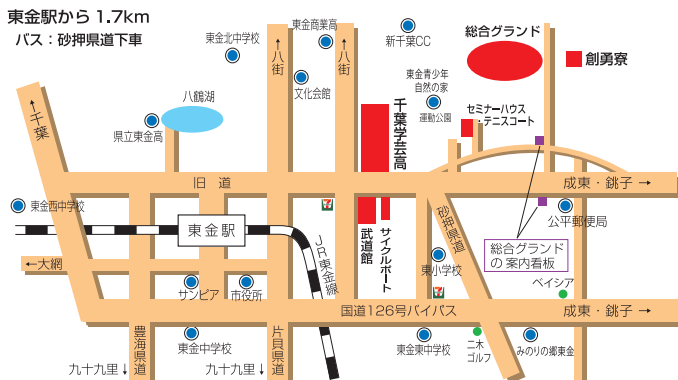 東金駅から1.7km
バス：砂押県道下車
東金商業高
東金北中学校
↑八街
↑八街
新千葉CC
総合グランド
創勇寮
東金青少年
自然の家
運動公園
文化会館
八鶴湖
↑千葉
県立東金高
千葉学芸高
セミナーハウス
・テニスコート
旧 道
成東・銚子 →
東金西中学校
東金駅
JR東金線
武道館
サイクルポート
砂押県道
公平郵便局
総合グランド
の案内看板
←大網
東小学校
サンピア
市役所
ベイシア
国道126号バイパス
成東・銚子 →
豊海県道
片貝県道
東金中学校
東金東中学校
二木
ゴルフ
みのりの郷東金
九十九里↓
九十九里↓